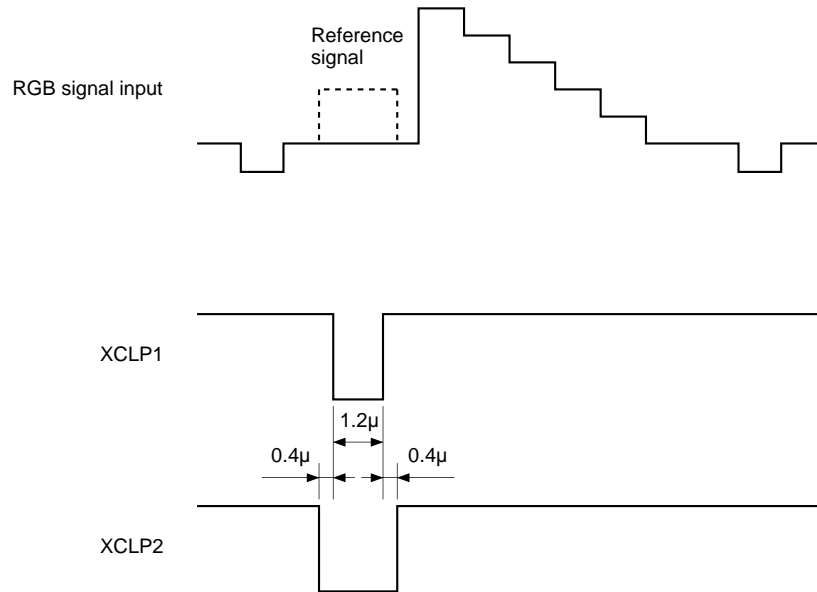 Reference
signal
RGB signal input
XCLP1
1.2μ
0.4μ
0.4μ
XCLP2